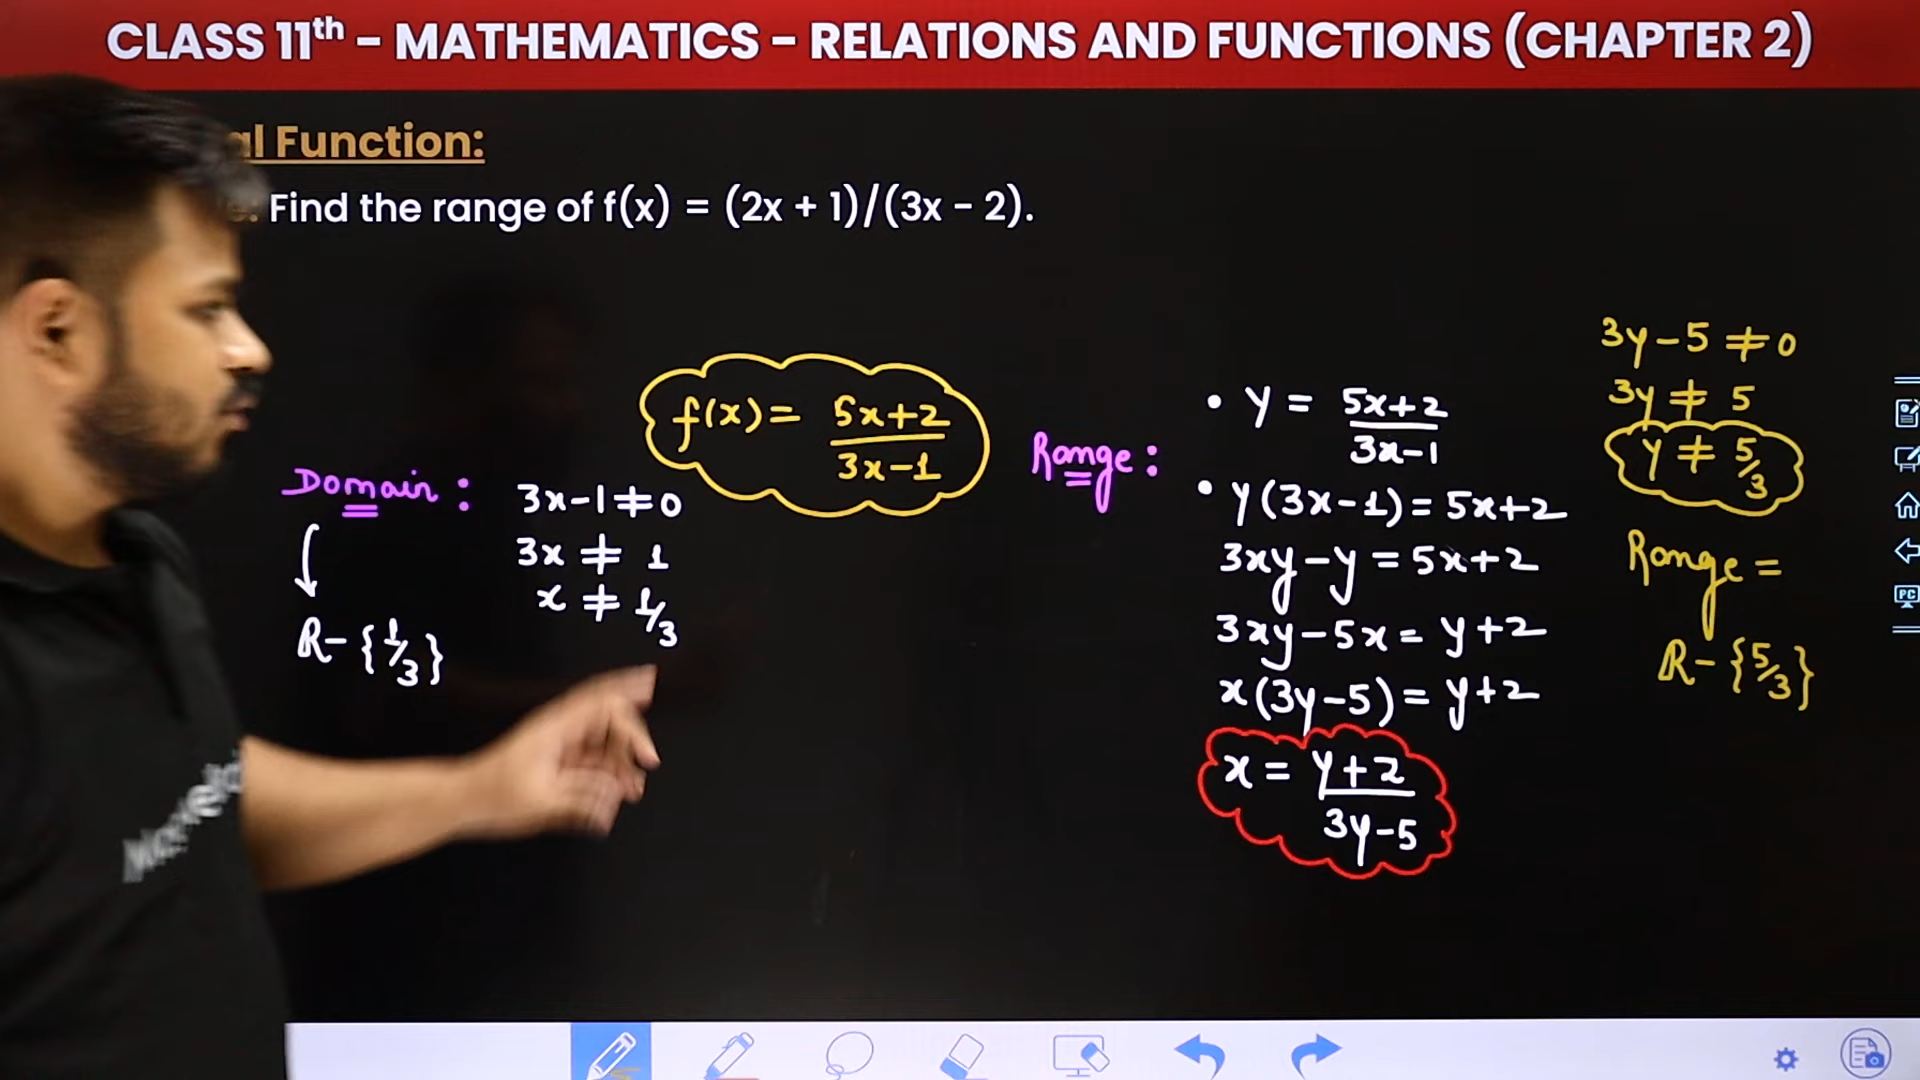 CLASS 11th – MATHEMATICS – RELATIONS AND FUNCTIONS (CHAPTER 2)
al Function:
Find the range of f(x) = (2x + 1)/(3x – 2).
f(x) = 5x+2 / 3x-1
Domain :
3x-1 ≠ 0
3x ≠ 1
x ≠ 1/3
R - {1/3}
Range :
• y = 5x+2 / 3x-1
• y(3x-1) = 5x+2
3xy - y = 5x+2
3xy - 5x = y+2
x(3y-5) = y+2
x = y+2 / 3y-5
3y-5 ≠ 0
3y ≠ 5
y ≠ 5/3
Range =
R - {5/3}
PC